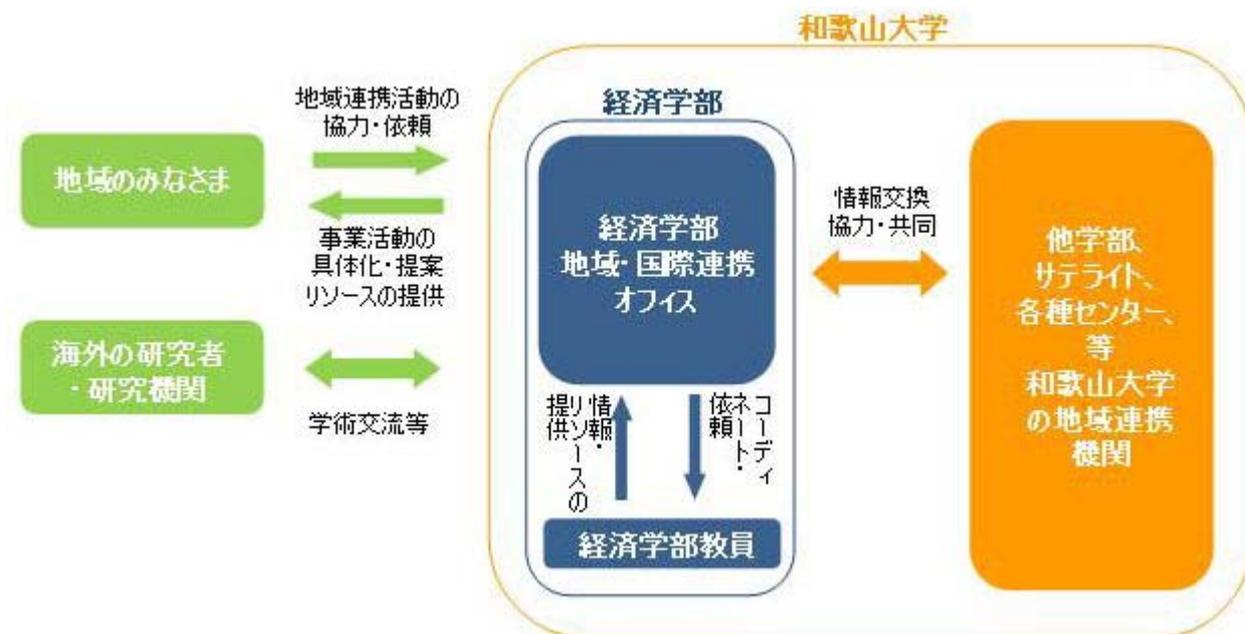 和歌山大学
地域連携活動の
協力・依頼
地域のみなさま
事業活動の
具体化・提案
リソースの提供
海外の研究者
・研究機関
学術交流等
経済学部
経済学部
地域・国際連携
オフィス
情報・
リソースの
提供
コーディ
ネート・
依頼
経済学部教員
情報交換
協力・共同
他学部、
サテライト、
各種センター、
等
和歌山大学
の地域連携
機関